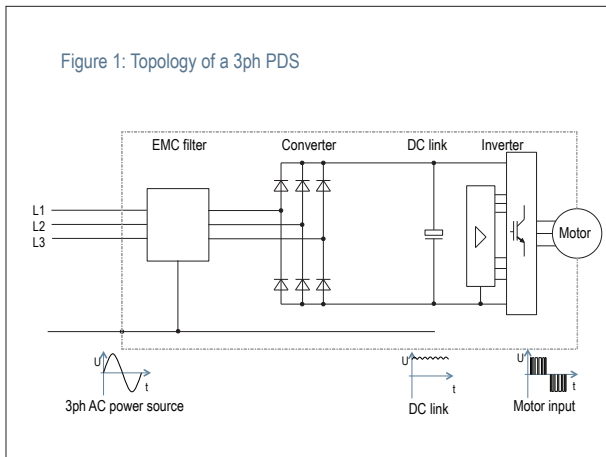 Figure 1: Topology of a 3ph PDS
EMC filter
Converter
DC link
Inverter
L1
L2
L3
Motor
U
t
3ph AC power source
U
t
DC link
U
t
Motor input